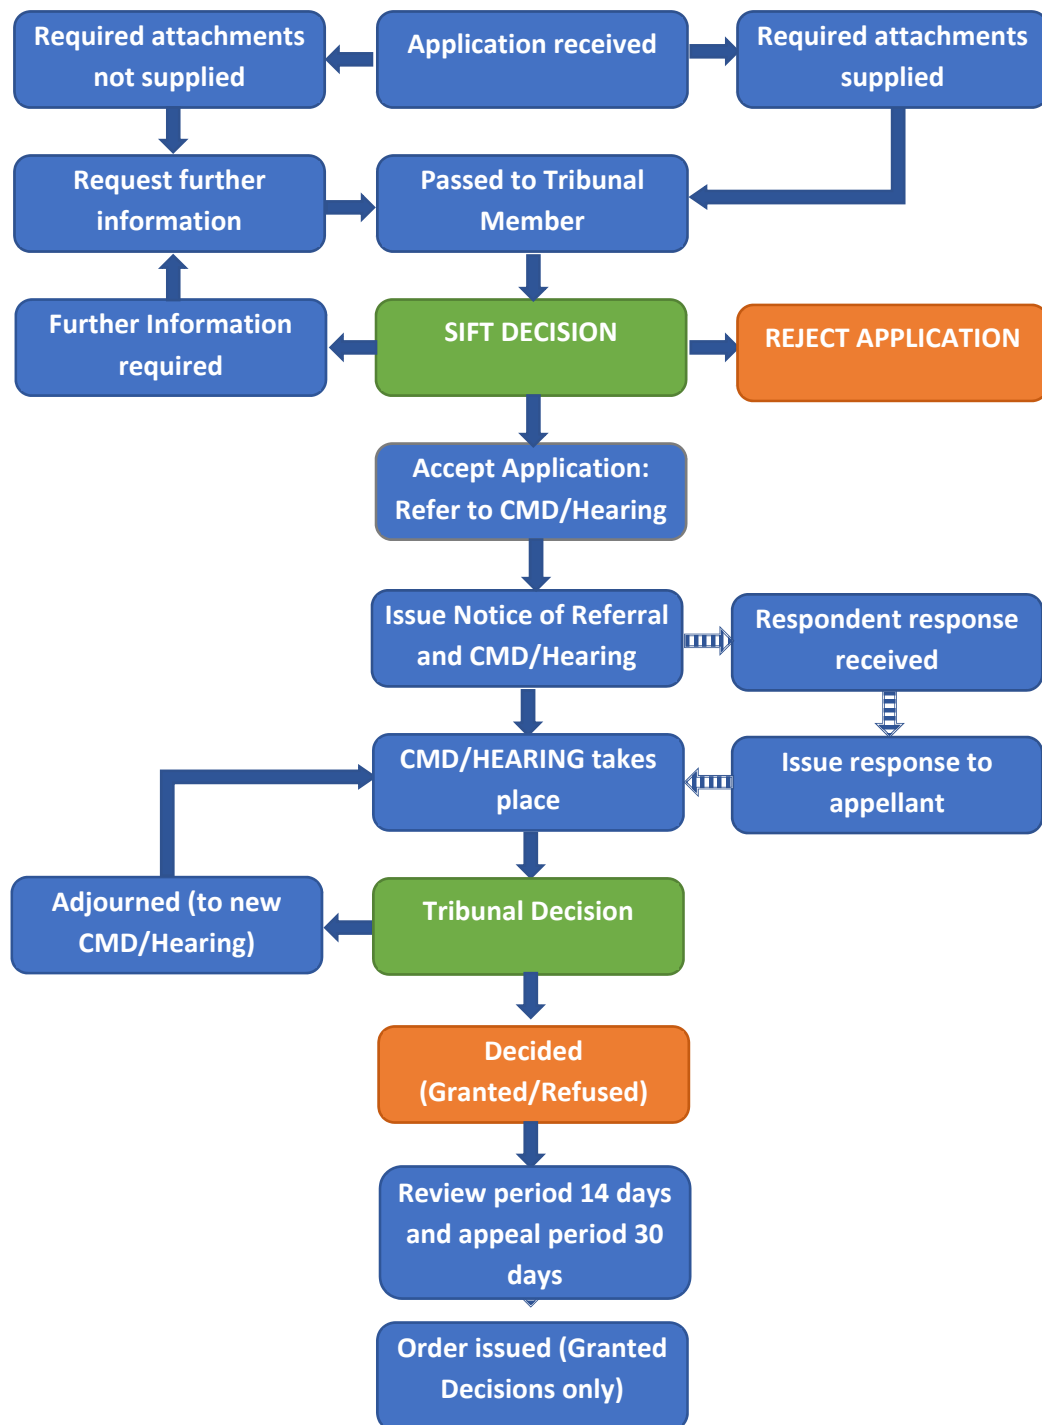 Required attachments
not supplied
Application received
Required attachments
supplied
Request further
information
Passed to Tribunal
Member
Further Information
required
SIFT DECISION
REJECT APPLICATION
Accept Application:
Refer to CMD/Hearing
Issue Notice of Referral
and CMD/Hearing
Respondent response
received
CMD/HEARING takes
place
Issue response to
appellant
Adjourned (to new
CMD/Hearing)
Tribunal Decision
Decided
(Granted/Refused)
Review period 14 days
and appeal period 30
days
Order issued (Granted
Decisions only)